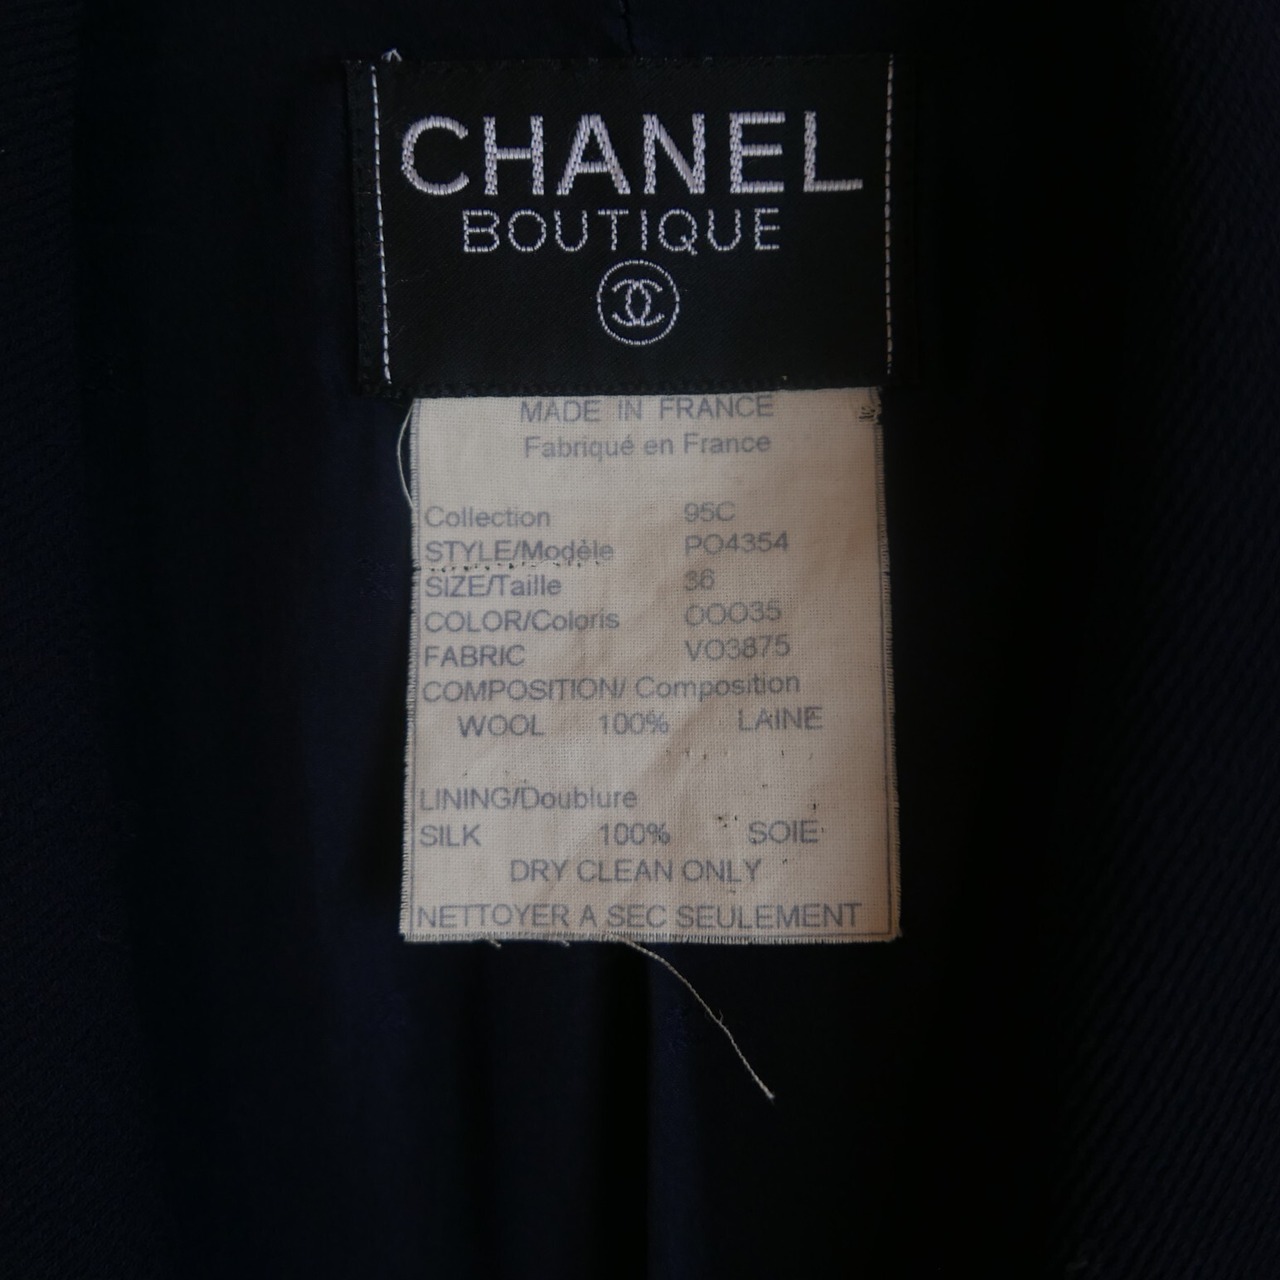 CHANEL
BOUTIQUE
MADE IN FRANCE
Fabriqué en France
Collection 95C
STYLE/Modèle PO4354
SIZE/Taille 36
COLOR/Coloris OOO35
FABRIC VO3875
COMPOSITION/ Composition
WOOL 100% LAINE
LINING/Doublure
SILK 100% SOIE
DRY CLEAN ONLY
NETTOYER A SEC SEULEMENT